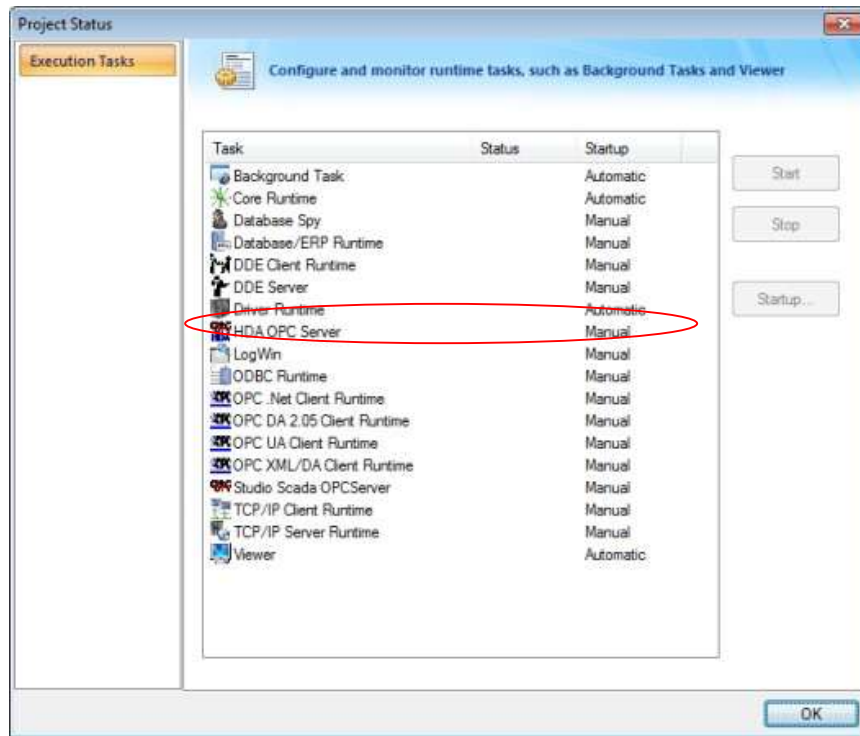 Project Status
Execution Tasks
Configure and monitor runtime tasks, such as Background Tasks and Viewer
Task Status Startup
Background Task Automatic
Core Runtime Automatic
Database Spy Manual
Database/ERP Runtime Manual
DDE Client Runtime Manual
DDE Server Manual
Driver Runtime Automatic
HDA OPC Server Manual
LogWin Manual
ODBC Runtime Manual
OPC .Net Client Runtime Manual
OPC DA 2.05 Client Runtime Manual
OPC UA Client Runtime Manual
OPC XML/DA Client Runtime Manual
Studio Scada OPCServer Manual
TCP/IP Client Runtime Manual
TCP/IP Server Runtime Manual
Viewer Automatic
Start
Stop
Startup...
OK